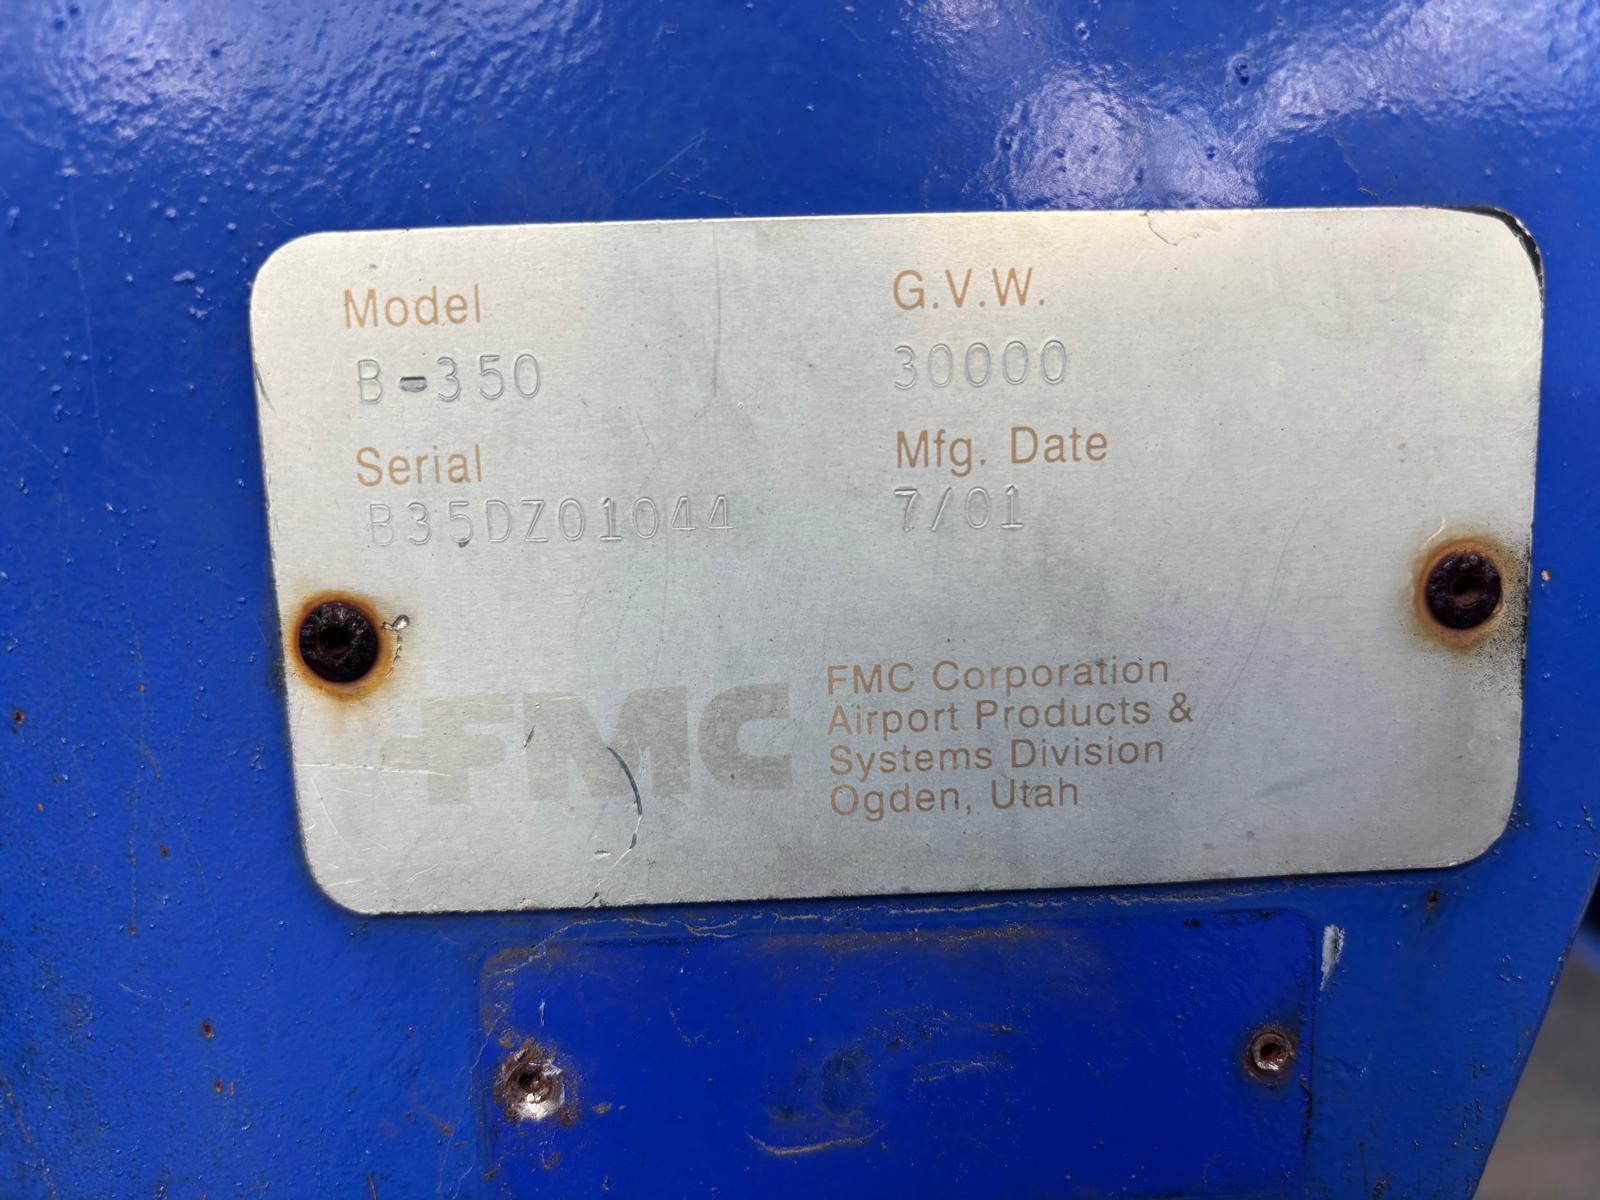 Model
B-350
G.V.W.
30000
Serial
B35DZ01044
Mfg. Date
7/01
FMC
FMC Corporation
Airport Products &
Systems Division
Ogden, Utah